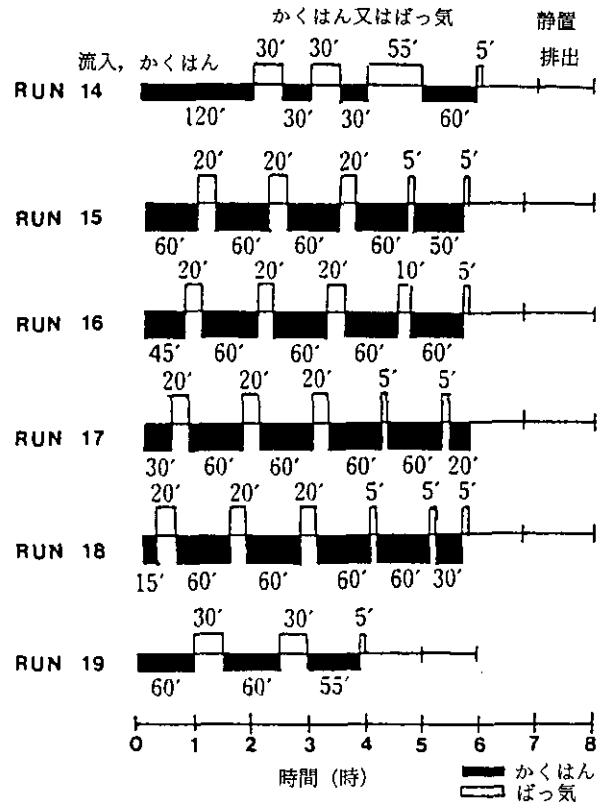 かくはん又はばっ気
静置
30′ 30′ 55′ 5′
流入,かくはん
排出
RUN 14
120′ 30′ 30′ 60′
20′ 20′ 20′ 5′ 5′
RUN 15
60′ 60′ 60′ 60′ 50′
20′ 20′ 20′ 10′ 5′
RUN 16
45′ 60′ 60′ 60′ 60′
20′ 20′ 20′ 5′ 5′
RUN 17
30′ 60′ 60′ 60′ 60′ 20′
20′ 20′ 20′ 5′ 5′ 5′
RUN 18
15′ 60′ 60′ 60′ 60′ 30′
30′ 30′ 5′
RUN 19
60′ 60′ 55′
0 1 2 3 4 5 6 7 8
時間(時)
かくはん
ばっ気